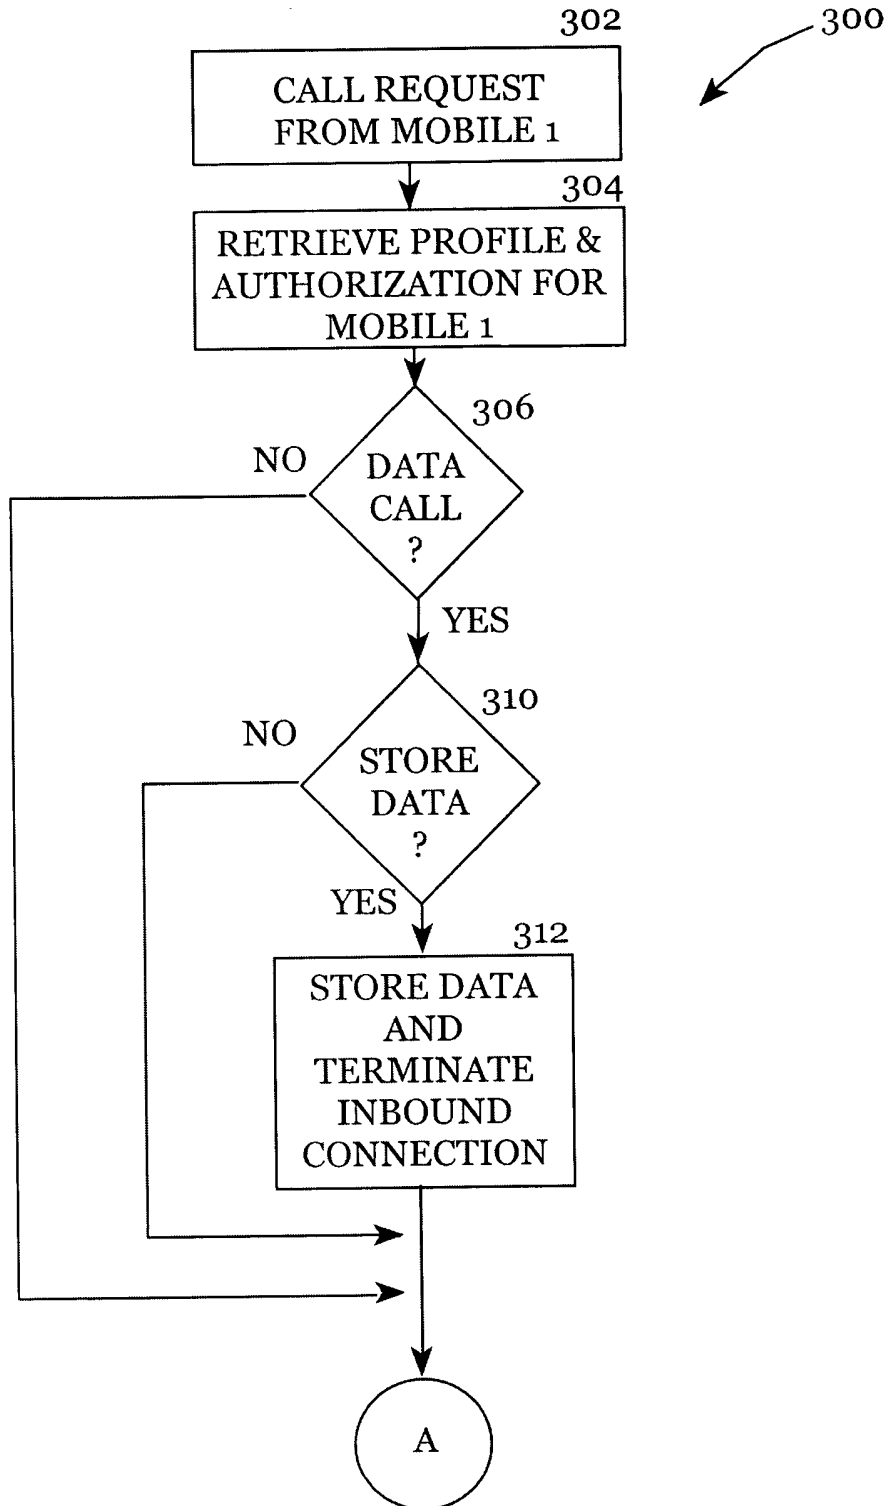 302
300
CALL REQUEST
FROM MOBILE 1
304
RETRIEVE PROFILE &
AUTHORIZATION FOR
MOBILE 1
306
NO
DATA
CALL
?
YES
310
NO
STORE
DATA
?
YES
312
STORE DATA
AND
TERMINATE
INBOUND
CONNECTION
A